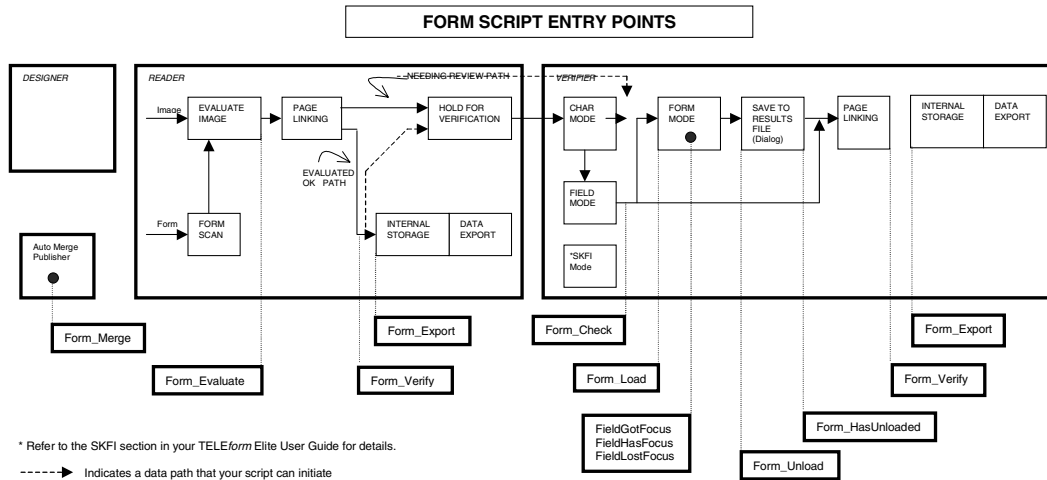 FORM SCRIPT ENTRY POINTS
DESIGNER
Auto Merge
Publisher
Form_Merge
READER
Image
EVALUATE
IMAGE
PAGE
LINKING
NEEDING REVIEW PATH
HOLD FOR
VERIFICATION
EVALUATED
OK PATH
Form
FORM
SCAN
INTERNAL
STORAGE
DATA
EXPORT
Form_Evaluate
Form_Verify
Form_Export
VERIFIER
CHAR
MODE
FIELD
MODE
*SKFI
Mode
FORM
MODE
SAVE TO
RESULTS
FILE
(Dialog)
PAGE
LINKING
INTERNAL
STORAGE
DATA
EXPORT
Form_Check
Form_Load
FieldGotFocus
FieldHasFocus
FieldLostFocus
Form_Unload
Form_HasUnloaded
Form_Verify
Form_Export
* Refer to the SKFI section in your TELEform Elite User Guide for details.
Indicates a data path that your script can initiate